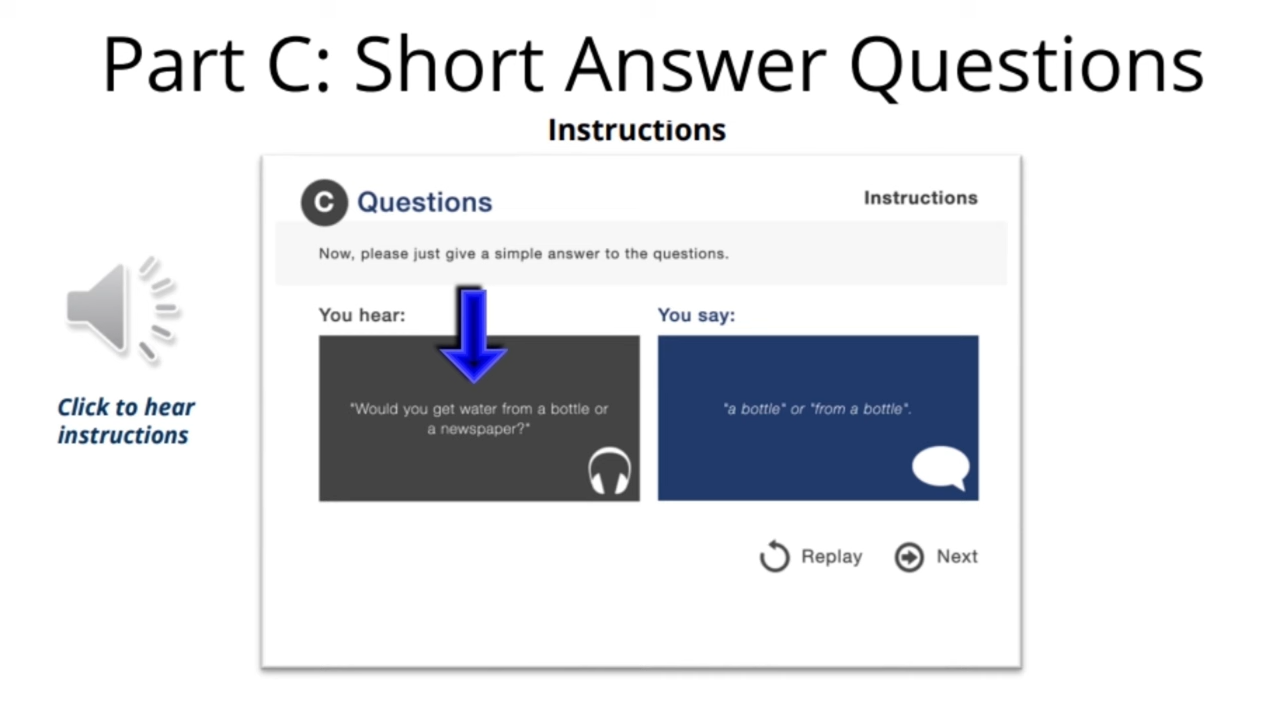 Part C: Short Answer Questions
Instructions
C Questions
Instructions
Now, please just give a simple answer to the questions.
You hear:
You say:
"Would you get water from a bottle or
a newspaper?"
"a bottle" or "from a bottle".
Click to hear
instructions
Replay
Next